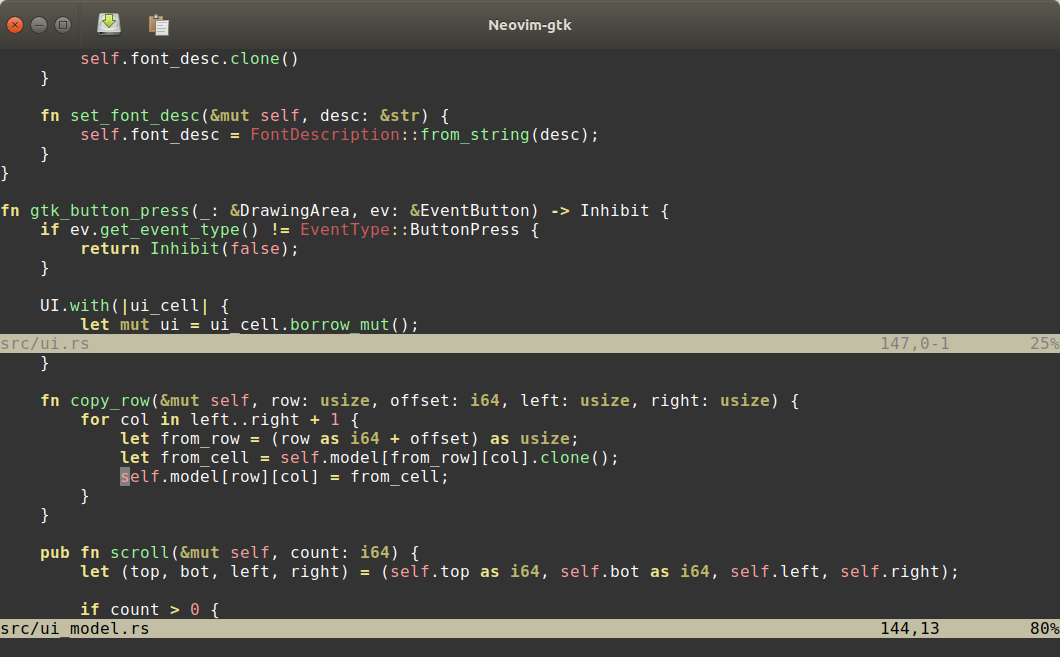 Neovim-gtk
        self.font_desc.clone()
    }

    fn set_font_desc(&mut self, desc: &str) {
        self.font_desc = FontDescription::from_string(desc);
    }
}

fn gtk_button_press(_: &DrawingArea, ev: &EventButton) -> Inhibit {
    if ev.get_event_type() != EventType::ButtonPress {
        return Inhibit(false);
    }

    UI.with(|ui_cell| {
        let mut ui = ui_cell.borrow_mut();
src/ui.rs 147,0-1 25%
    }

    fn copy_row(&mut self, row: usize, offset: i64, left: usize, right: usize) {
        for col in left..right + 1 {
            let from_row = (row as i64 + offset) as usize;
            let from_cell = self.model[from_row][col].clone();
            self.model[row][col] = from_cell;
        }
    }

    pub fn scroll(&mut self, count: i64) {
        let (top, bot, left, right) = (self.top as i64, self.bot as i64, self.left, self.right);

        if count > 0 {
src/ui_model.rs 144,13 80%